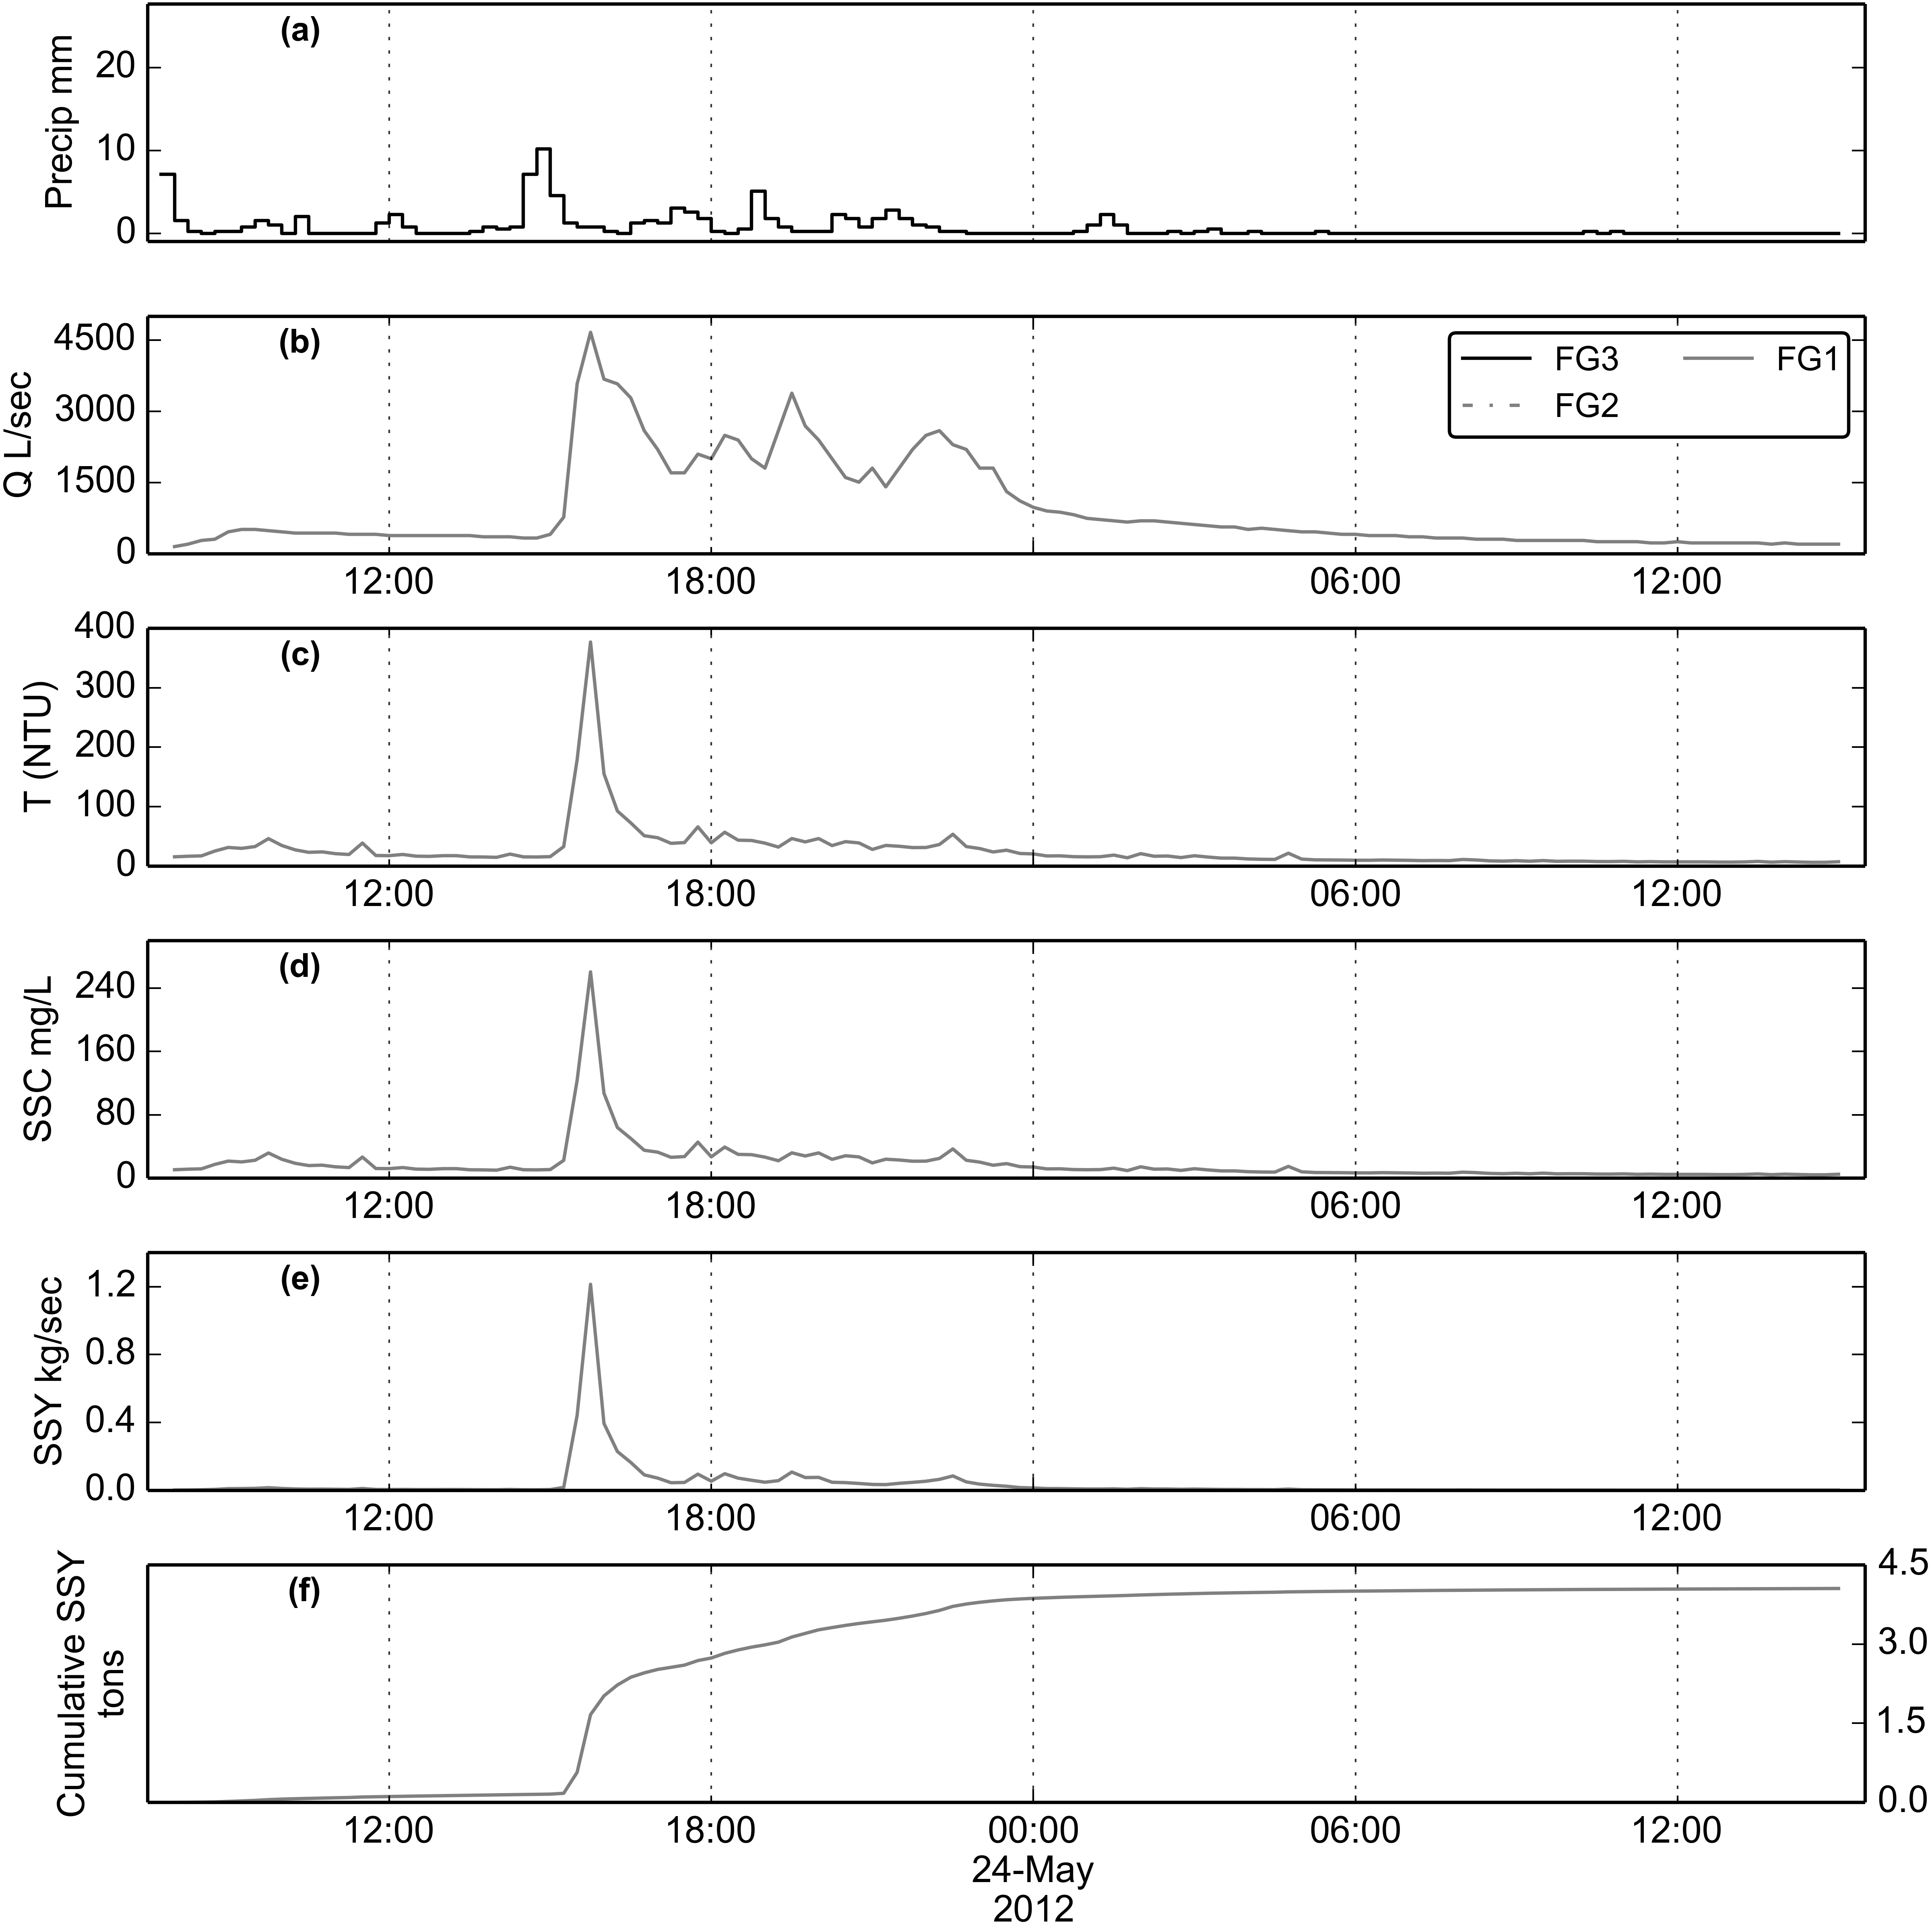 (a)
Precip mm
20
10
0
(b)
Q L/sec
4500
3000
1500
0
FG3 FG1
FG2
12:00 18:00 06:00 12:00
(c)
T (NTU)
400
300
200
100
0
12:00 18:00 06:00 12:00
(d)
SSC mg/L
240
160
80
0
12:00 18:00 06:00 12:00
(e)
SSY kg/sec
1.2
0.8
0.4
0.0
12:00 18:00 06:00 12:00
(f)
Cumulative SSY
tons
4.5
3.0
1.5
0.0
12:00 18:00 00:00 06:00 12:00
24-May
2012